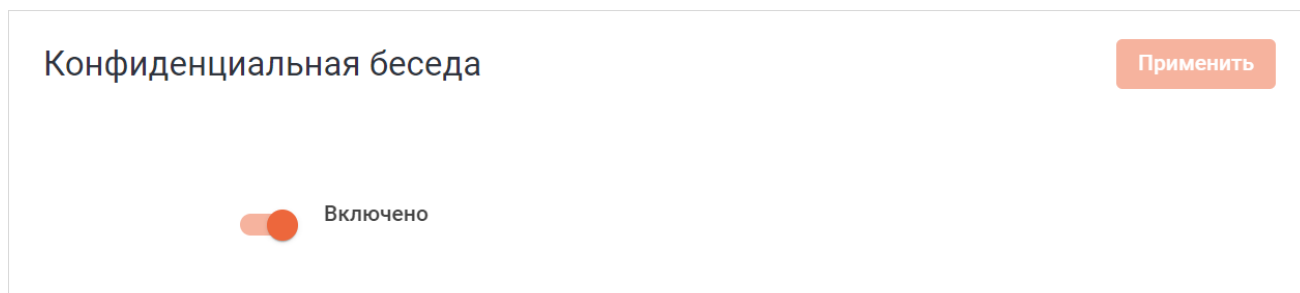 Конфиденциальная беседа
Применить
Включено